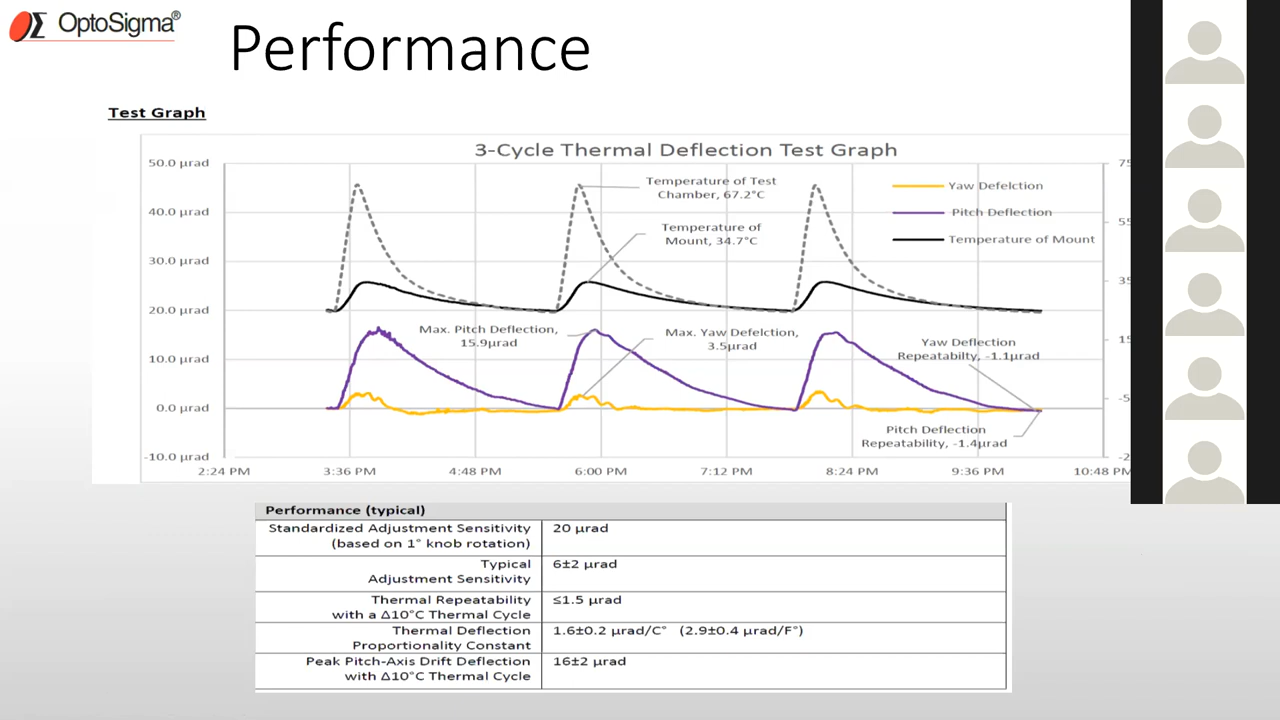 OptoSigma®
Performance
Test Graph
3-Cycle Thermal Deflection Test Graph
50.0 µrad
40.0 µrad
30.0 µrad
20.0 µrad
10.0 µrad
0.0 µrad
-10.0 µrad
Temperature of Test
Chamber, 67.2°C
Temperature of
Mount, 34.7°C
Yaw Defelction
Pitch Deflection
Temperature of Mount
Max. Pitch Deflection,
15.9µrad
Max. Yaw Defelction,
3.5µrad
Yaw Deflection
Repeatabilty, -1.1µrad
Pitch Deflection
Repeatability, -1.4µrad
2:24 PM 3:36 PM 4:48 PM 6:00 PM 7:12 PM 8:24 PM 9:36 PM 10:48 PM
Performance (typical)
Standardized Adjustment Sensitivity
(based on 1° knob rotation)
20 µrad
Typical
Adjustment Sensitivity
6±2 µrad
Thermal Repeatability
with a Δ10°C Thermal Cycle
≤1.5 µrad
Thermal Deflection
Proportionality Constant
1.6±0.2 µrad/C° (2.9±0.4 µrad/F°)
Peak Pitch-Axis Drift Deflection
with Δ10°C Thermal Cycle
16±2 µrad